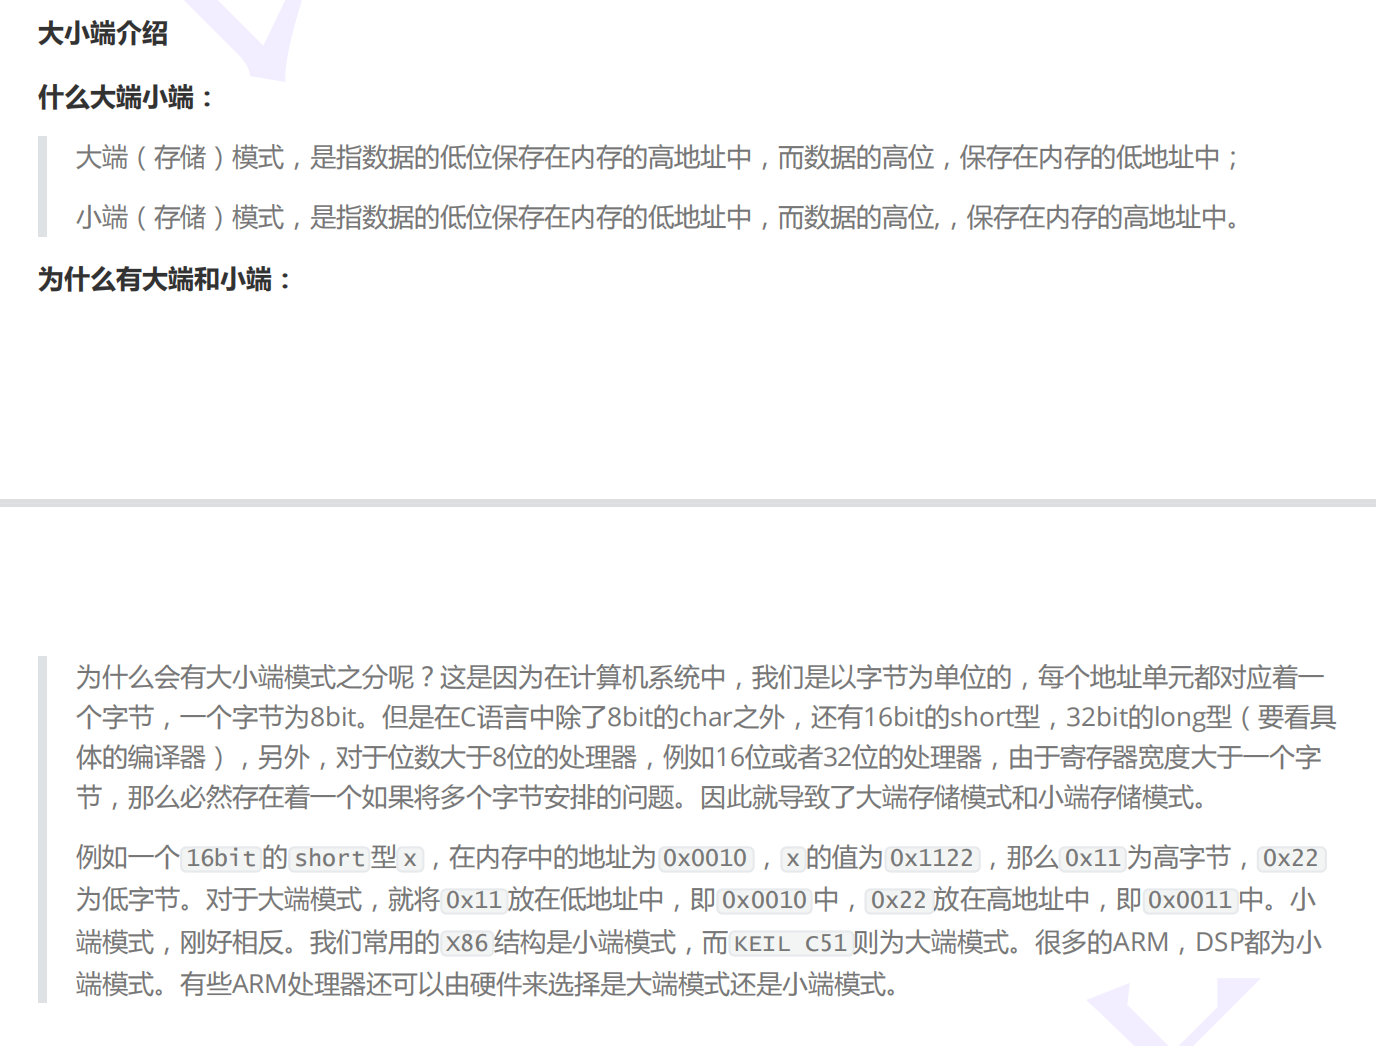 大小端介绍
什么大端小端：
大端（存储）模式，是指数据的低位保存在内存的高地址中，而数据的高位，保存在内存的低地址中；
小端（存储）模式，是指数据的低位保存在内存的低地址中，而数据的高位,，保存在内存的高地址中。
为什么有大端和小端：
为什么会有大小端模式之分呢？这是因为在计算机系统中，我们是以字节为单位的，每个地址单元都对应着一
个字节，一个字节为8bit。但是在C语言中除了8bit的char之外，还有16bit的short型，32bit的long型（要看具
体的编译器），另外，对于位数大于8位的处理器，例如16位或者32位的处理器，由于寄存器宽度大于一个字
节，那么必然存在着一个如果将多个字节安排的问题。因此就导致了大端存储模式和小端存储模式。
例如一个16bit的short型x，在内存中的地址为0x0010，x的值为0x1122，那么0x11为高字节，0x22
为低字节。对于大端模式，就将0x11放在低地址中，即0x0010中，0x22放在高地址中，即0x0011中。小
端模式，刚好相反。我们常用的X86结构是小端模式，而KEIL C51则为大端模式。很多的ARM，DSP都为小
端模式。有些ARM处理器还可以由硬件来选择是大端模式还是小端模式。